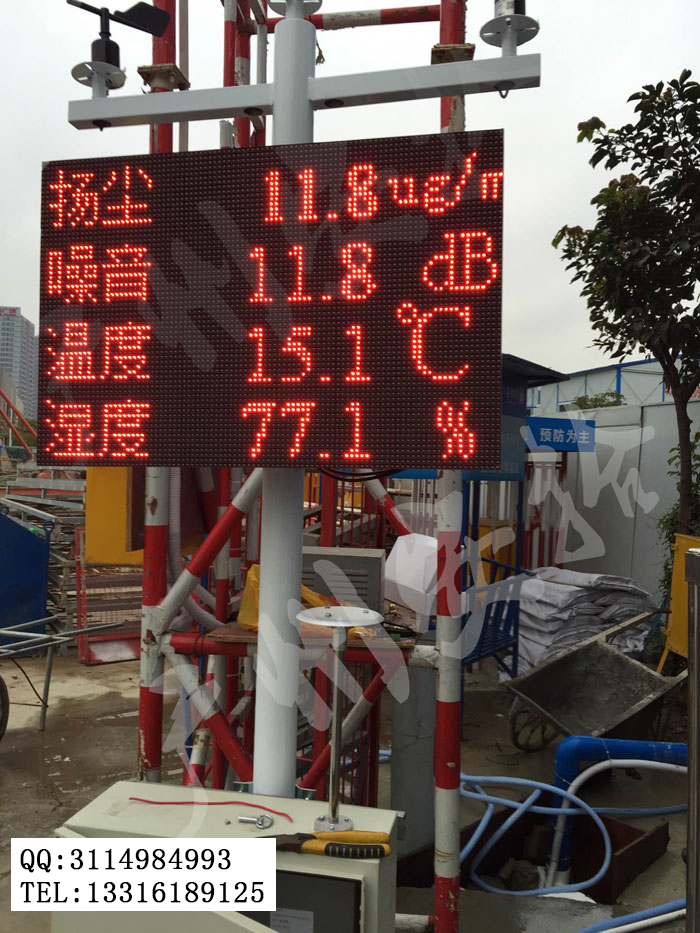 扬尘 11.8ug/m
噪音 11.8 dB
温度 15.1 ℃
湿度 77.1 %
预防为主
QQ:3114984993
TEL:13316189125